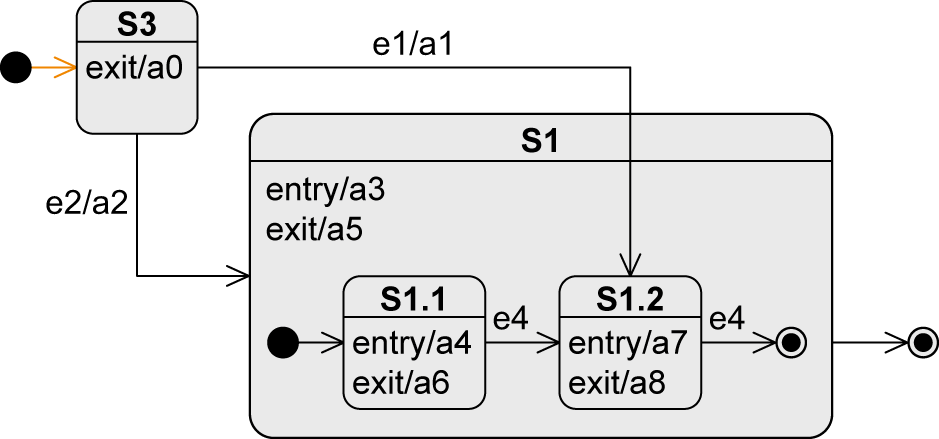 S3
exit/a0
e1/a1
e2/a2
S1
entry/a3
exit/a5
S1.1
entry/a4
exit/a6
e4
S1.2
entry/a7
exit/a8
e4